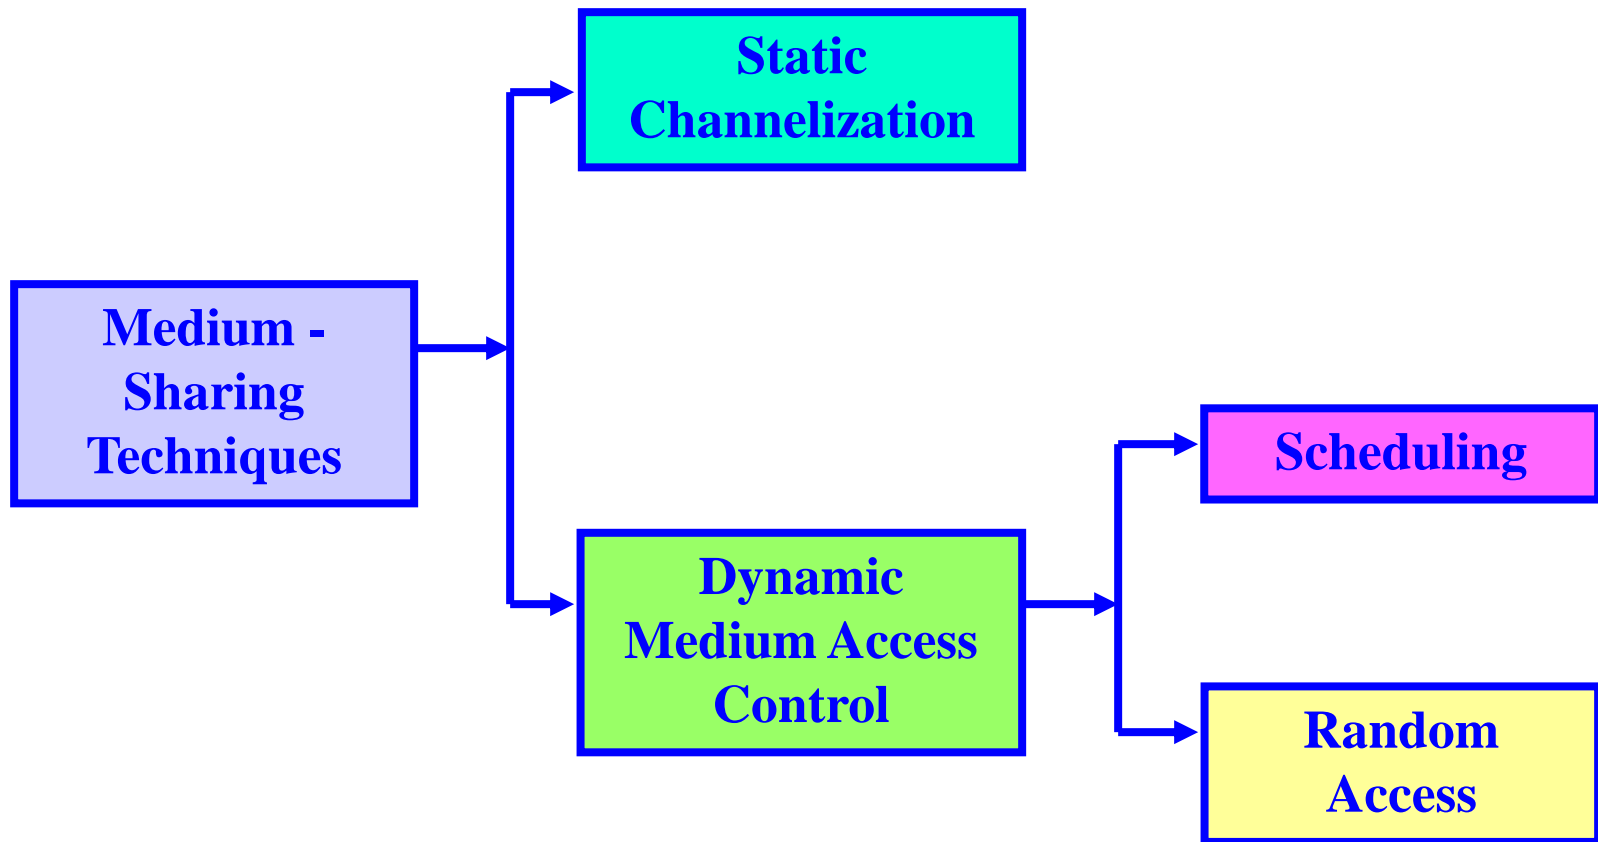 Static
Channelization
Medium -
Sharing
Techniques
Scheduling
Dynamic
Medium Access
Control
Random
Access